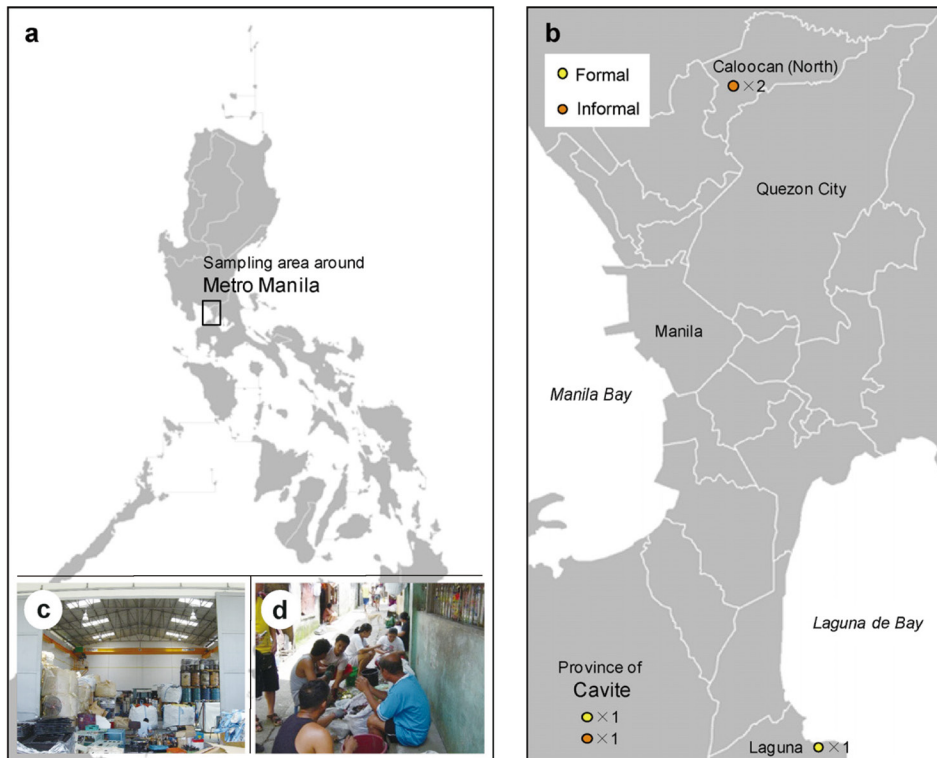 a
Sampling area around
Metro Manila
c
d
b
Formal
Informal
Caloocan (North)
× 2
Quezon City
Manila
Manila Bay
Laguna de Bay
Province of
Cavite
× 1
× 1
Laguna × 1